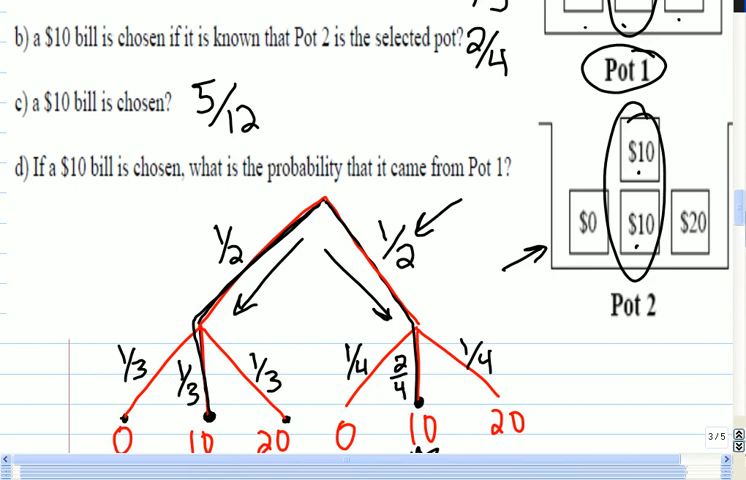 b) a $10 bill is chosen if it is known that Pot 2 is the selected pot? 2/4
Pot 1
c) a $10 bill is chosen? 5/12
d) If a $10 bill is chosen, what is the probability that it came from Pot 1?
$10
$0 $10 $20
Pot 2
1/2 1/2
1/3 1/3 1/3 1/4 2/4 1/4
0 10 20 0 10 20
3 / 5